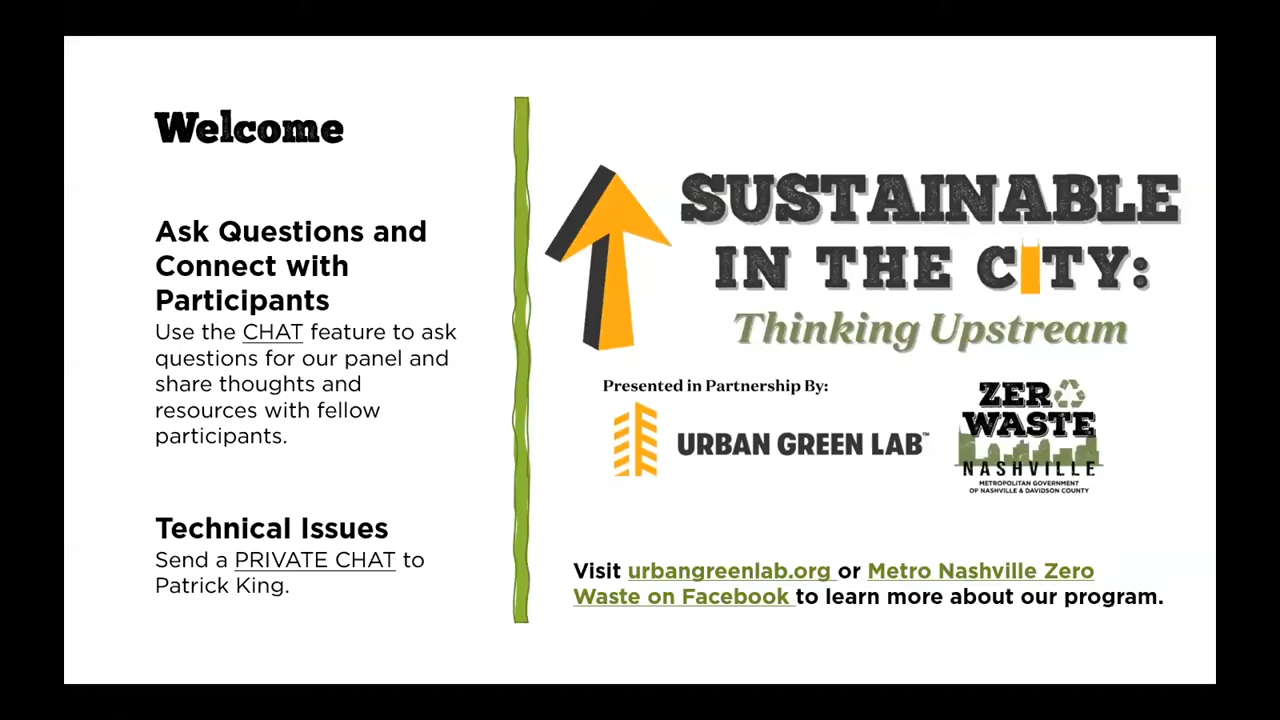 Welcome
Ask Questions and
Connect with
Participants
Use the CHAT feature to ask
questions for our panel and
share thoughts and
resources with fellow
participants.
Technical Issues
Send a PRIVATE CHAT to
Patrick King.
SUSTAINABLE
IN THE CITY:
Thinking Upstream
Presented in Partnership By:
URBAN GREEN LAB™
ZERO
WASTE
NASHVILLE
METROPOLITAN GOVERNMENT
OF NASHVILLE & DAVIDSON COUNTY
Visit urbangreenlab.org or Metro Nashville Zero
Waste on Facebook to learn more about our program.